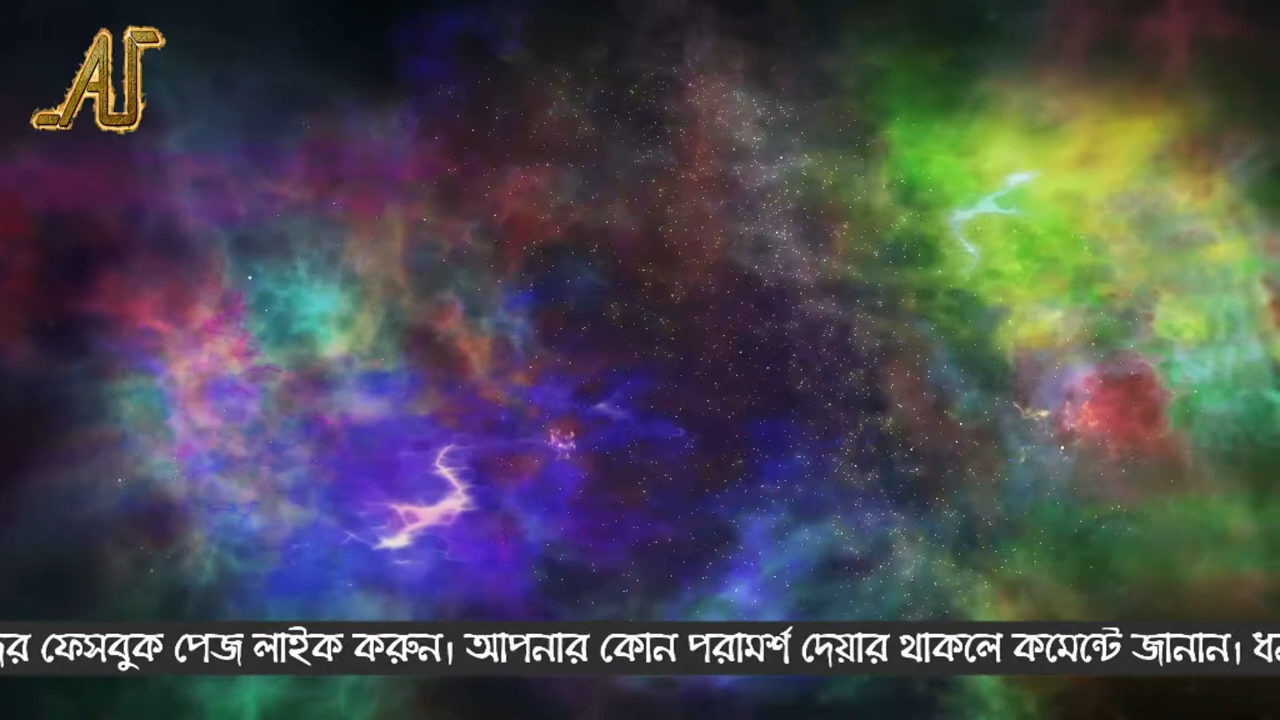 AJ
ফেসবুক পেজ লাইক করুন। আপনার কোন পরামর্শ দেয়ার থাকলে কমেন্টে জানান।